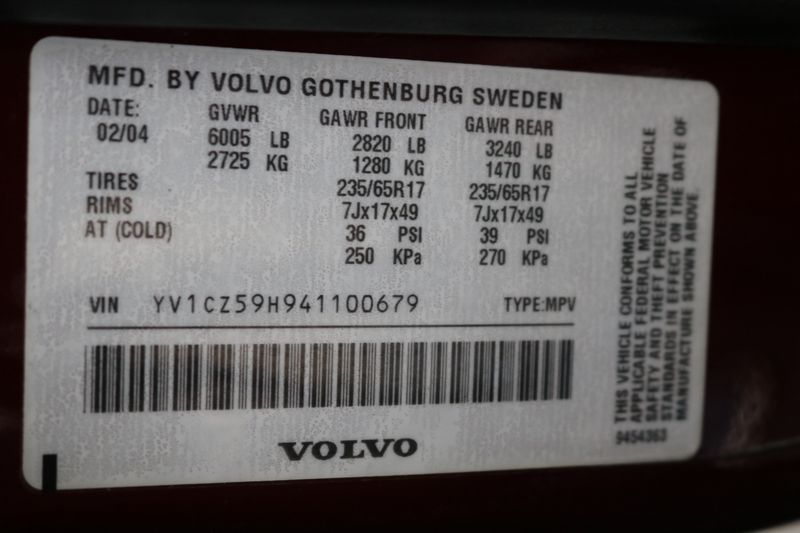 MFD. BY VOLVO GOTHENBURG SWEDEN
DATE: GVWR GAWR FRONT GAWR REAR
02/04 6005 LB 2820 LB 3240 LB
2725 KG 1280 KG 1470 KG
TIRES 235/65R17 235/65R17
RIMS 7Jx17x49 7Jx17x49
AT (COLD) 36 PSI 39 PSI
250 KPa 270 KPa
VIN YV1CZ59H941100679 TYPE:MPV
VOLVO
THIS VEHICLE CONFORMS TO ALL
APPLICABLE FEDERAL MOTOR VEHICLE
SAFETY AND THEFT PREVENTION
STANDARDS IN EFFECT ON THE DATE OF
MANUFACTURE SHOWN ABOVE.
9454363